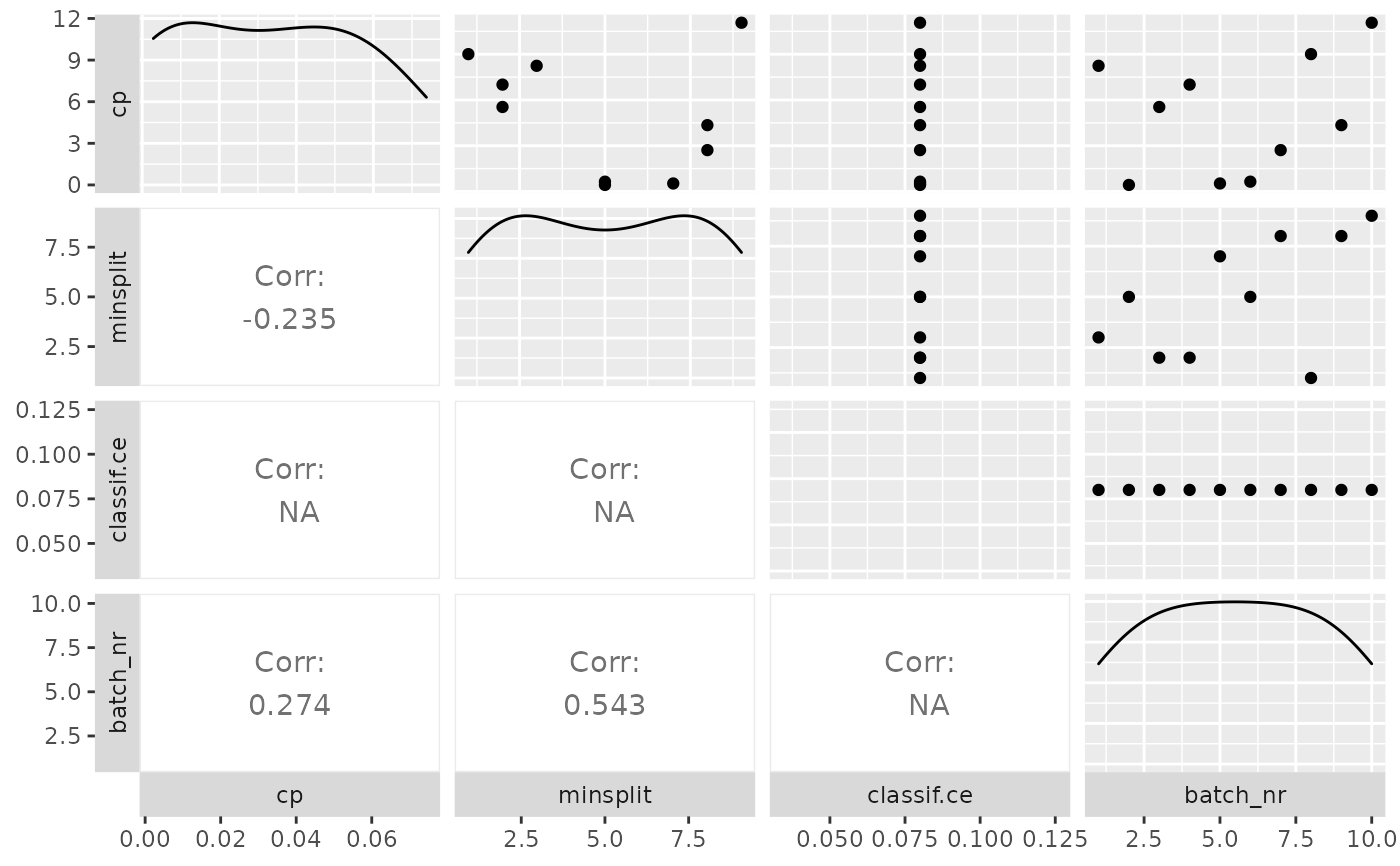 12
9
6
3
0
cp
7.5
5.0
2.5
minsplit
Corr:
-0.235
0.125
0.100
0.075
0.050
classif.ce
Corr:
NA
Corr:
NA
10.0
7.5
5.0
2.5
batch_nr
Corr:
0.274
Corr:
0.543
Corr:
NA
cp minsplit classif.ce batch_nr
0.00 0.02 0.04 0.06 2.5 5.0 7.5 0.050 0.075 0.100 0.125 2.5 5.0 7.5 10.0